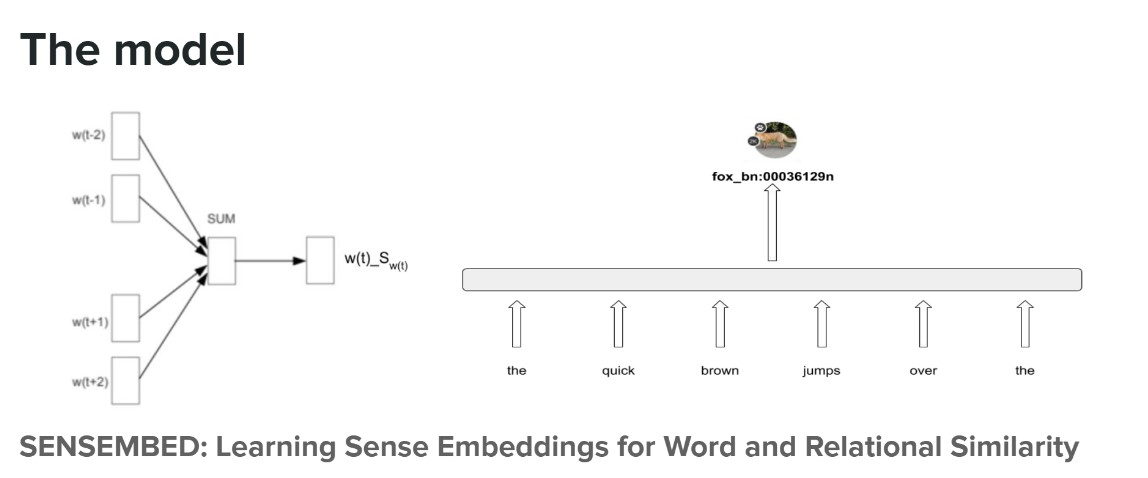 The model
w(t-2)
w(t-1)
SUM
w(t)_S_w(t)
w(t+1)
w(t+2)
fox_bn:00036129n
the quick brown jumps over the
SENSEMBED: Learning Sense Embeddings for Word and Relational Similarity